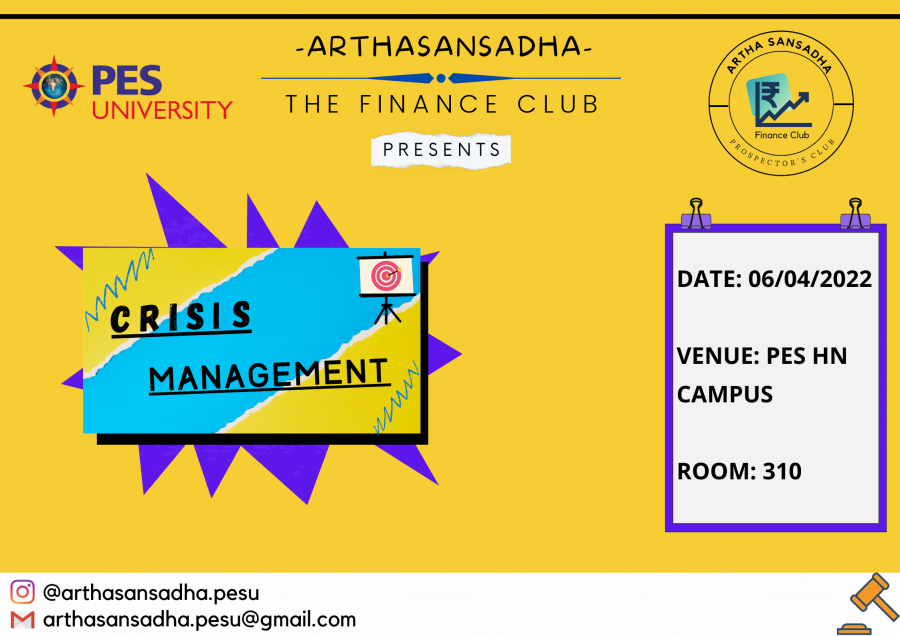 -ARTHASANSADHA-
PES
UNIVERSITY
THE FINANCE CLUB
PRESENTS
ARTHA SANSADHA
₹
Finance Club
PROSPECTOR'S CLUB
CRISIS
MANAGEMENT
DATE: 06/04/2022
VENUE: PES HN
CAMPUS
ROOM: 310
@arthasansadha.pesu
arthasansadha.pesu@gmail.com